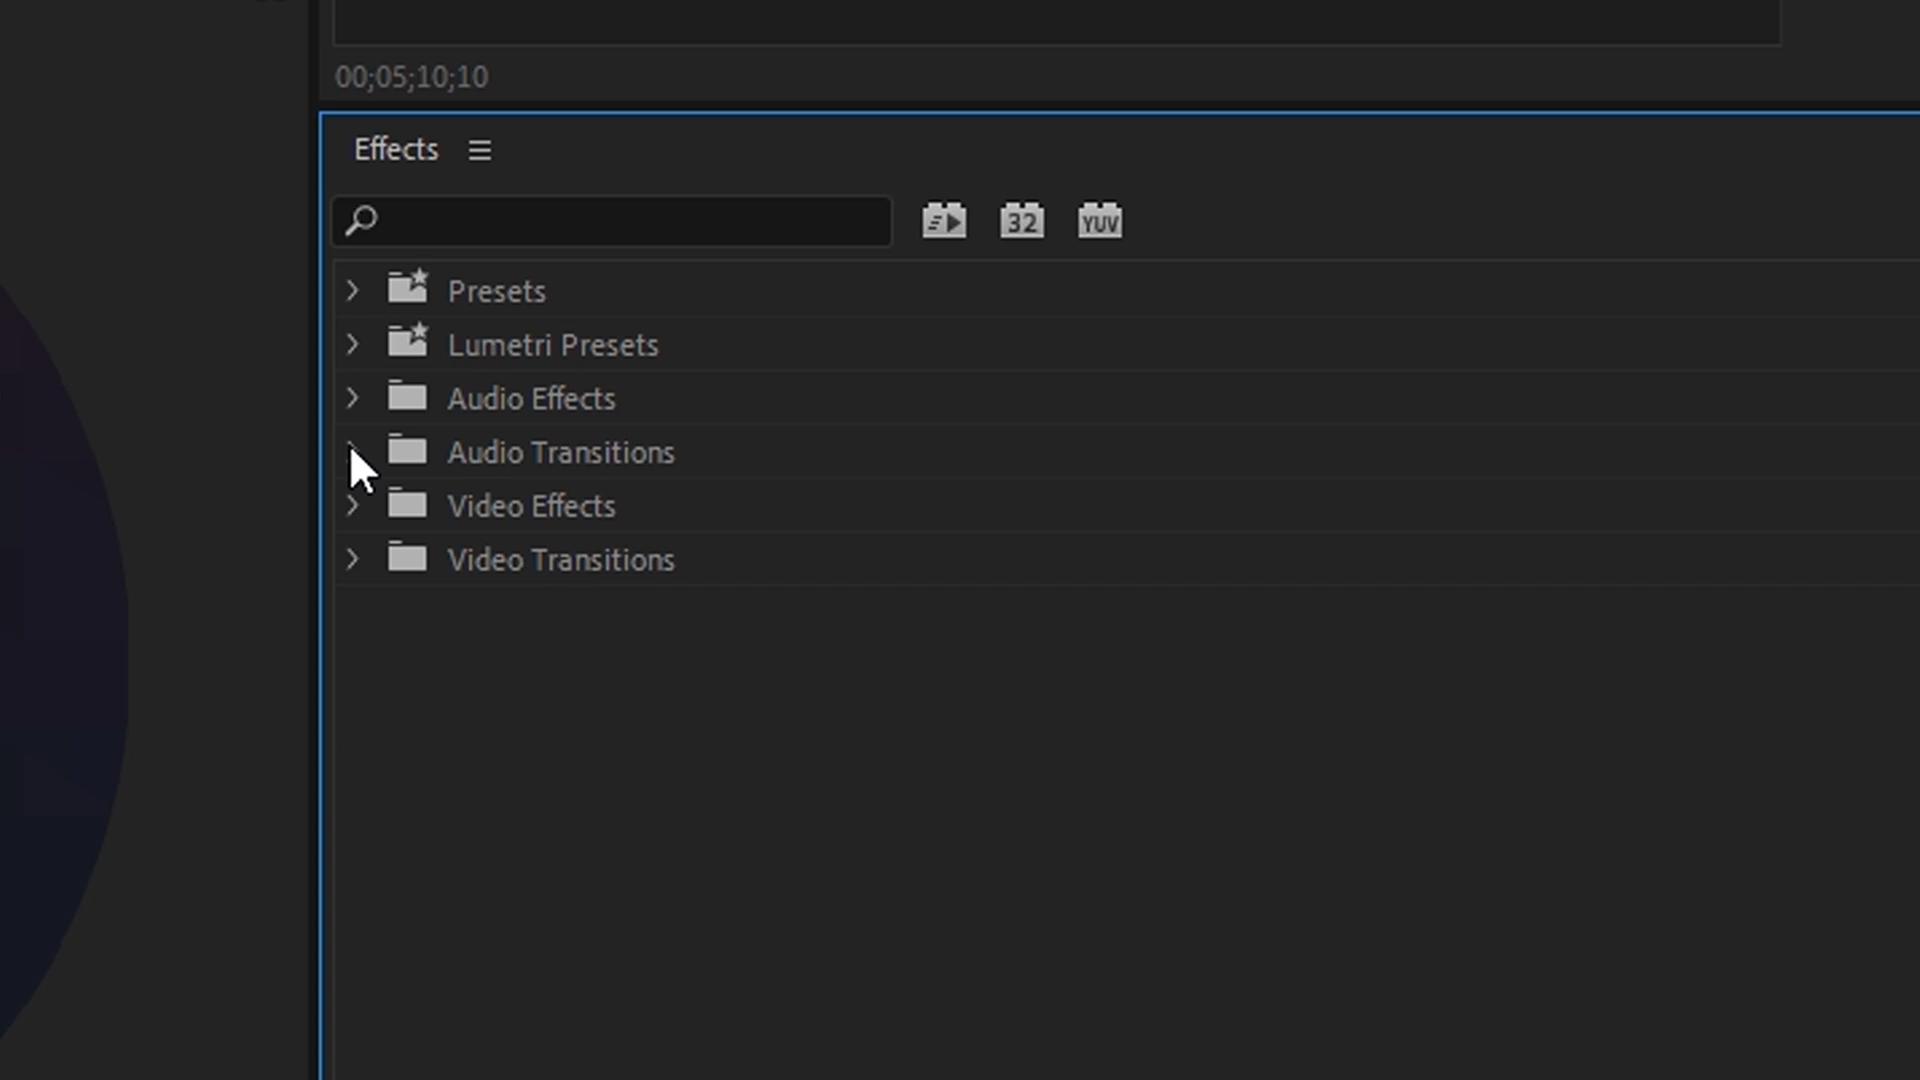 00;05;10;10
Effects
32
YUV
Presets
Lumetri Presets
Audio Effects
Audio Transitions
Video Effects
Video Transitions